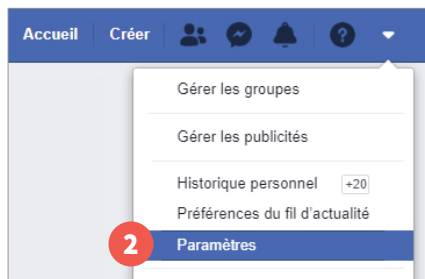 Accueil Créer
Gérer les groupes
Gérer les publicités
Historique personnel +20
Préférences du fil d'actualité
2 Paramètres